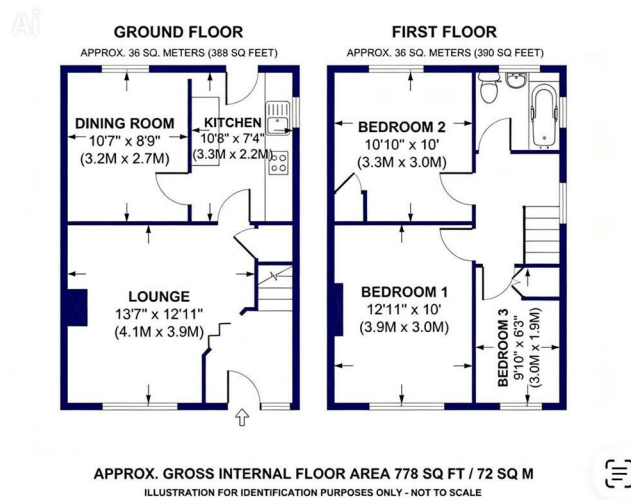 Ai
GROUND FLOOR
APPROX. 36 SQ. METERS (388 SQ FEET)
DINING ROOM
10'7" x 8'9"
(3.2M x 2.7M)
KITCHEN
10'8" x 7'4"
(3.3M x 2.2M)
LOUNGE
13'7" x 12'11"
(4.1M x 3.9M)
FIRST FLOOR
APPROX. 36 SQ. METERS (390 SQ FEET)
BEDROOM 2
10'10" x 10'
(3.3M x 3.0M)
BEDROOM 1
12'11" x 10'
(3.9M x 3.0M)
BEDROOM 3
9'10" x 6'3"
(3.0M x 1.9M)
APPROX. GROSS INTERNAL FLOOR AREA 778 SQ FT / 72 SQ M
ILLUSTRATION FOR IDENTIFICATION PURPOSES ONLY - NOT TO SCALE